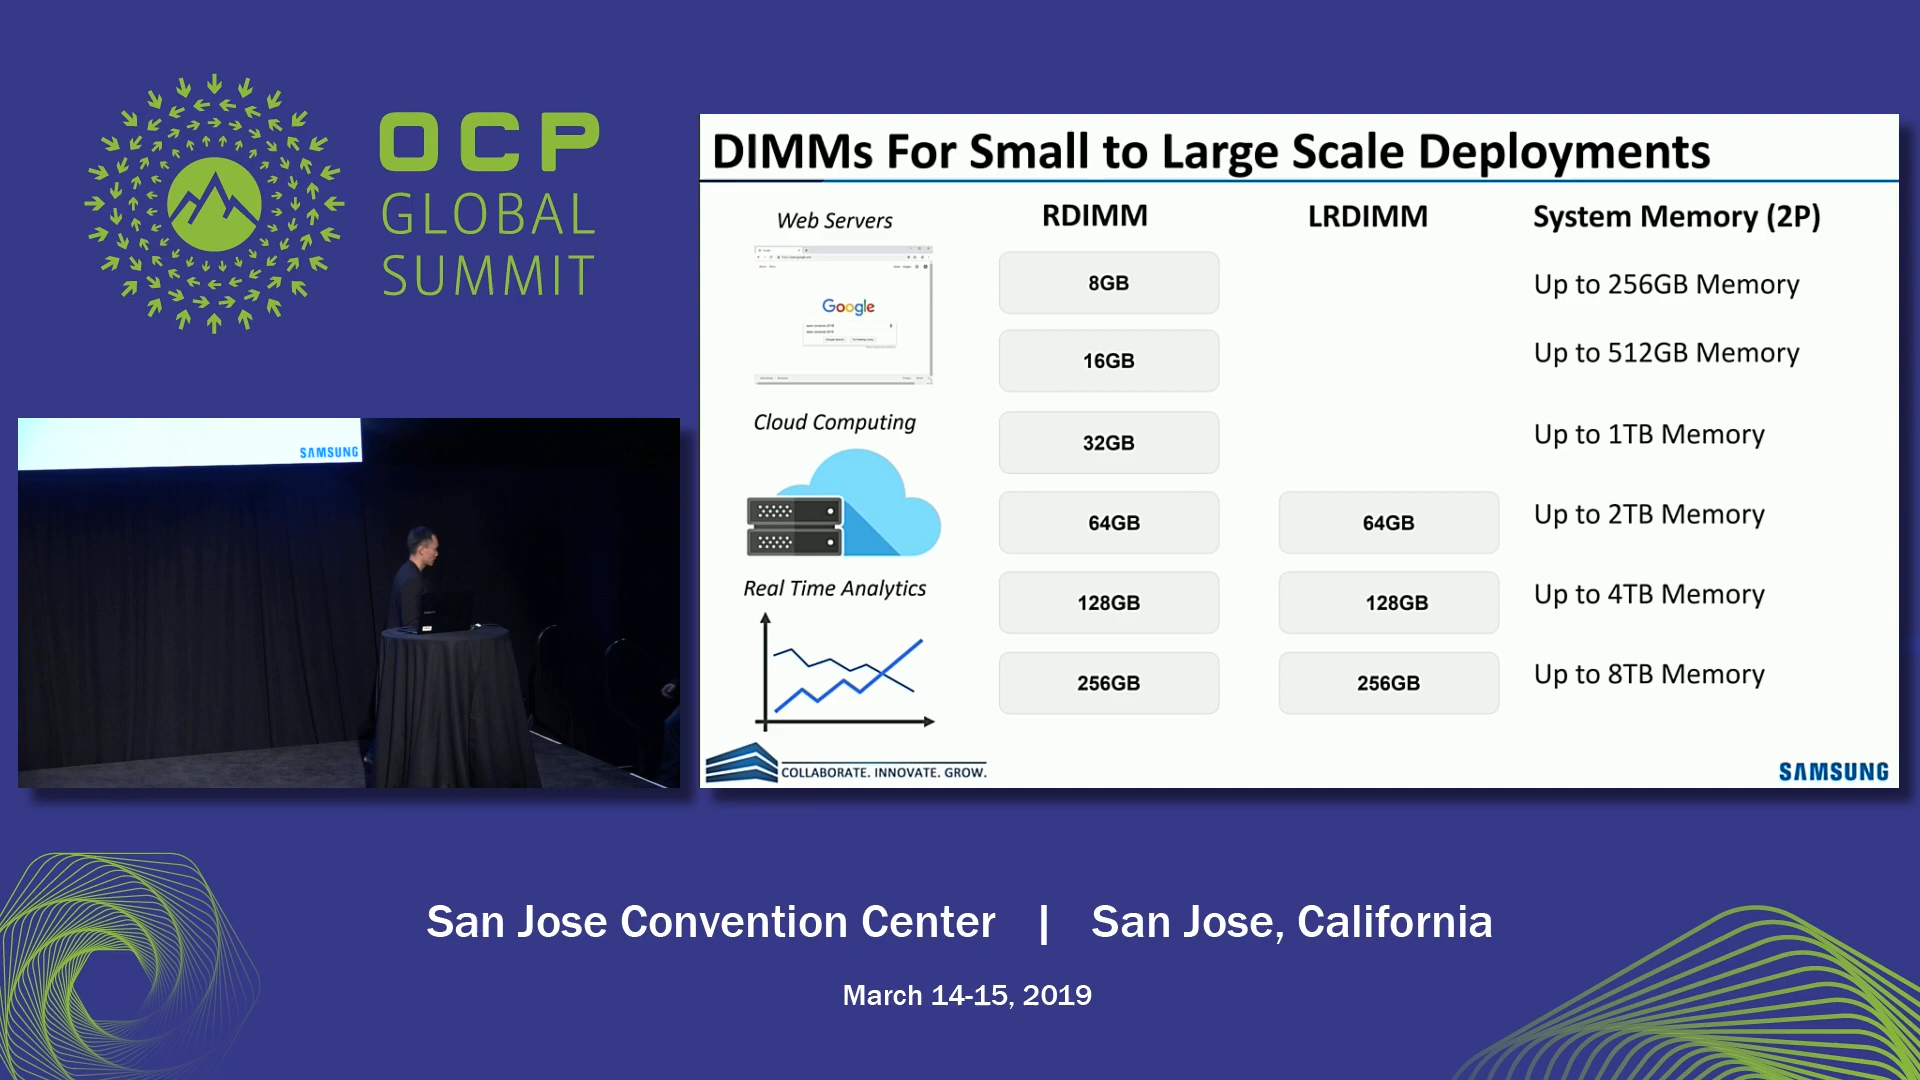 OCP
GLOBAL
SUMMIT
SAMSUNG
DIMMs For Small to Large Scale Deployments
Web Servers
RDIMM
LRDIMM
System Memory (2P)
Google
8GB
Up to 256GB Memory
16GB
Up to 512GB Memory
Cloud Computing
32GB
Up to 1TB Memory
64GB
64GB
Up to 2TB Memory
Real Time Analytics
128GB
128GB
Up to 4TB Memory
256GB
256GB
Up to 8TB Memory
COLLABORATE. INNOVATE. GROW.
SAMSUNG
San Jose Convention Center | San Jose, California
March 14-15, 2019